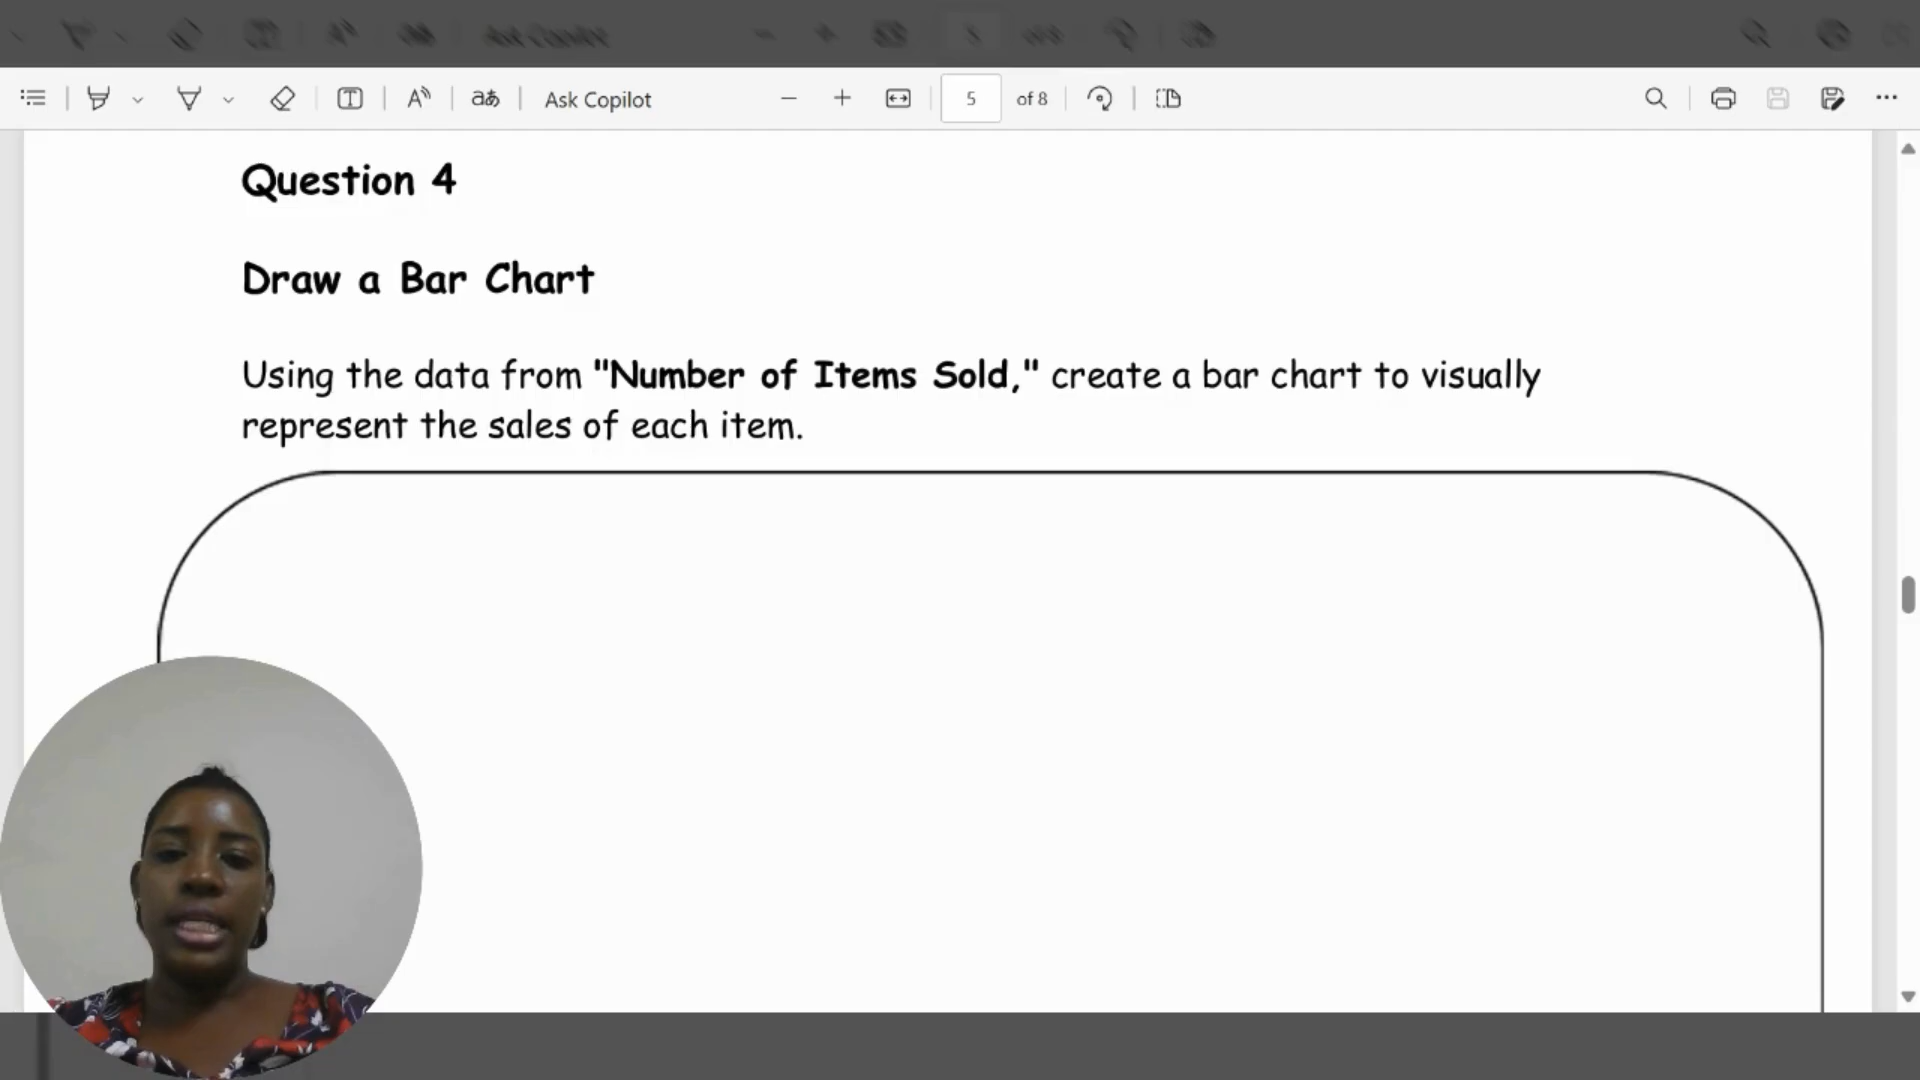 Ask Copilot
5 of 8
Question 4
Draw a Bar Chart
Using the data from "Number of Items Sold," create a bar chart to visually
represent the sales of each item.